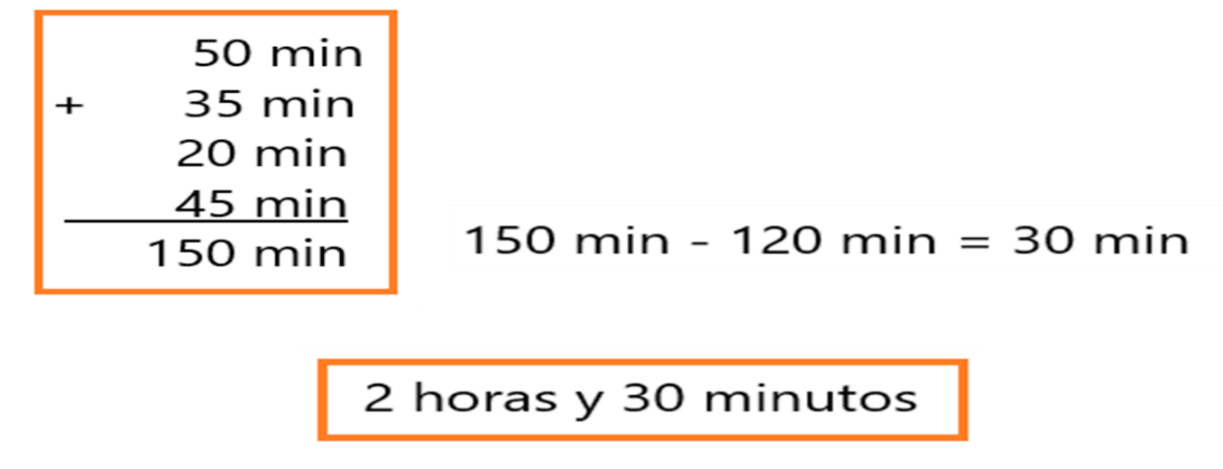 50 min
+ 35 min
20 min
45 min
150 min
150 min - 120 min = 30 min
2 horas y 30 minutos